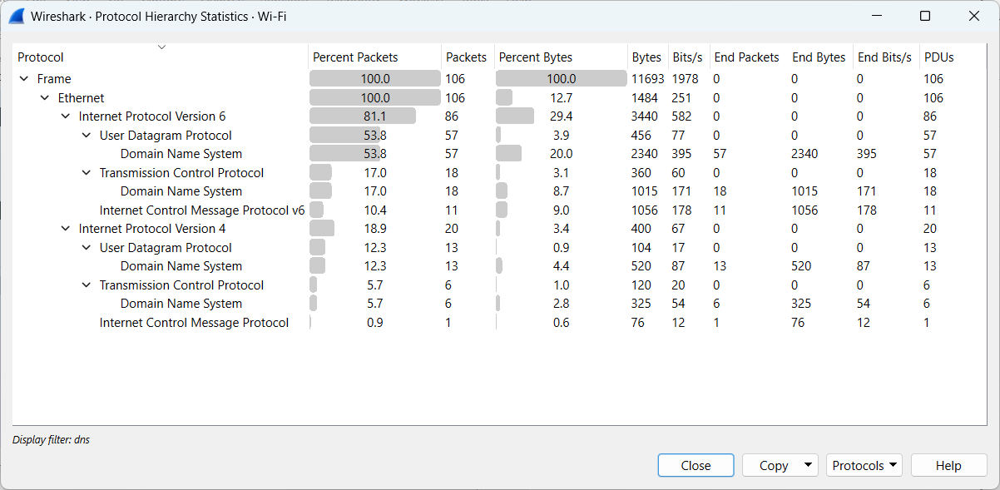 Wireshark · Protocol Hierarchy Statistics · Wi-Fi
Protocol Percent Packets Packets Percent Bytes Bytes Bits/s End Packets End Bytes End Bits/s PDUs
Frame 100.0 106 100.0 11693 1978 0 0 0 106
Ethernet 100.0 106 12.7 1484 251 0 0 0 106
Internet Protocol Version 6 81.1 86 29.4 3440 582 0 0 0 86
User Datagram Protocol 53.8 57 3.9 456 77 0 0 0 57
Domain Name System 53.8 57 20.0 2340 395 57 2340 395 57
Transmission Control Protocol 17.0 18 3.1 360 60 0 0 0 18
Domain Name System 17.0 18 8.7 1015 171 18 1015 171 18
Internet Control Message Protocol v6 10.4 11 9.0 1056 178 11 1056 178 11
Internet Protocol Version 4 18.9 20 3.4 400 67 0 0 0 20
User Datagram Protocol 12.3 13 0.9 104 17 0 0 0 13
Domain Name System 12.3 13 4.4 520 87 13 520 87 13
Transmission Control Protocol 5.7 6 1.0 120 20 0 0 0 6
Domain Name System 5.7 6 2.8 325 54 6 325 54 6
Internet Control Message Protocol 0.9 1 0.6 76 12 1 76 12 1
Display filter: dns
Close Copy Protocols Help